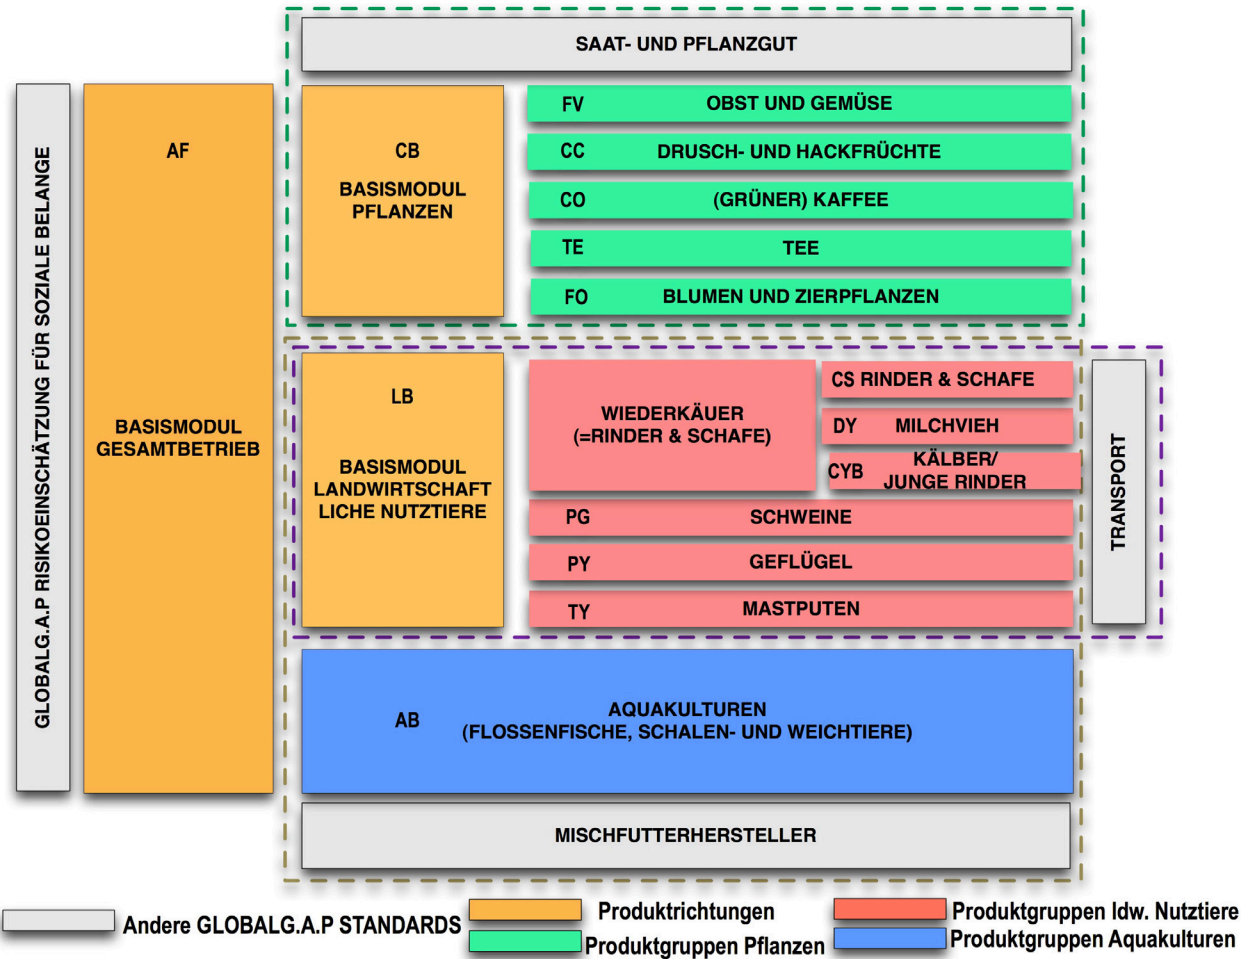 SAAT- UND PFLANZGUT
GLOBALG.A.P RISIKOEINSCHÄTZUNG FÜR SOZIALE BELANGE
AF
BASISMODUL
GESAMTBETRIEB
CB
BASISMODUL
PFLANZEN
FV OBST UND GEMÜSE
CC DRUSCH- UND HACKFRÜCHTE
CO (GRÜNER) KAFFEE
TE TEE
FO BLUMEN UND ZIERPFLANZEN
LB
BASISMODUL
LANDWIRTSCHAFT
LICHE NUTZTIERE
WIEDERKÄUER
(=RINDER & SCHAFE)
CS RINDER & SCHAFE
DY MILCHVIEH
CYB KÄLBER/
JUNGE RINDER
PG SCHWEINE
PY GEFLÜGEL
TY MASTPUTEN
TRANSPORT
AB AQUAKULTUREN
(FLOSSENFISCHE, SCHALEN- UND WEICHTIERE)
MISCHFUTTERHERSTELLER
Andere GLOBALG.A.P STANDARDS
Produktrichtungen
Produktgruppen Pflanzen
Produktgruppen ldw. Nutztiere
Produktgruppen Aquakulturen